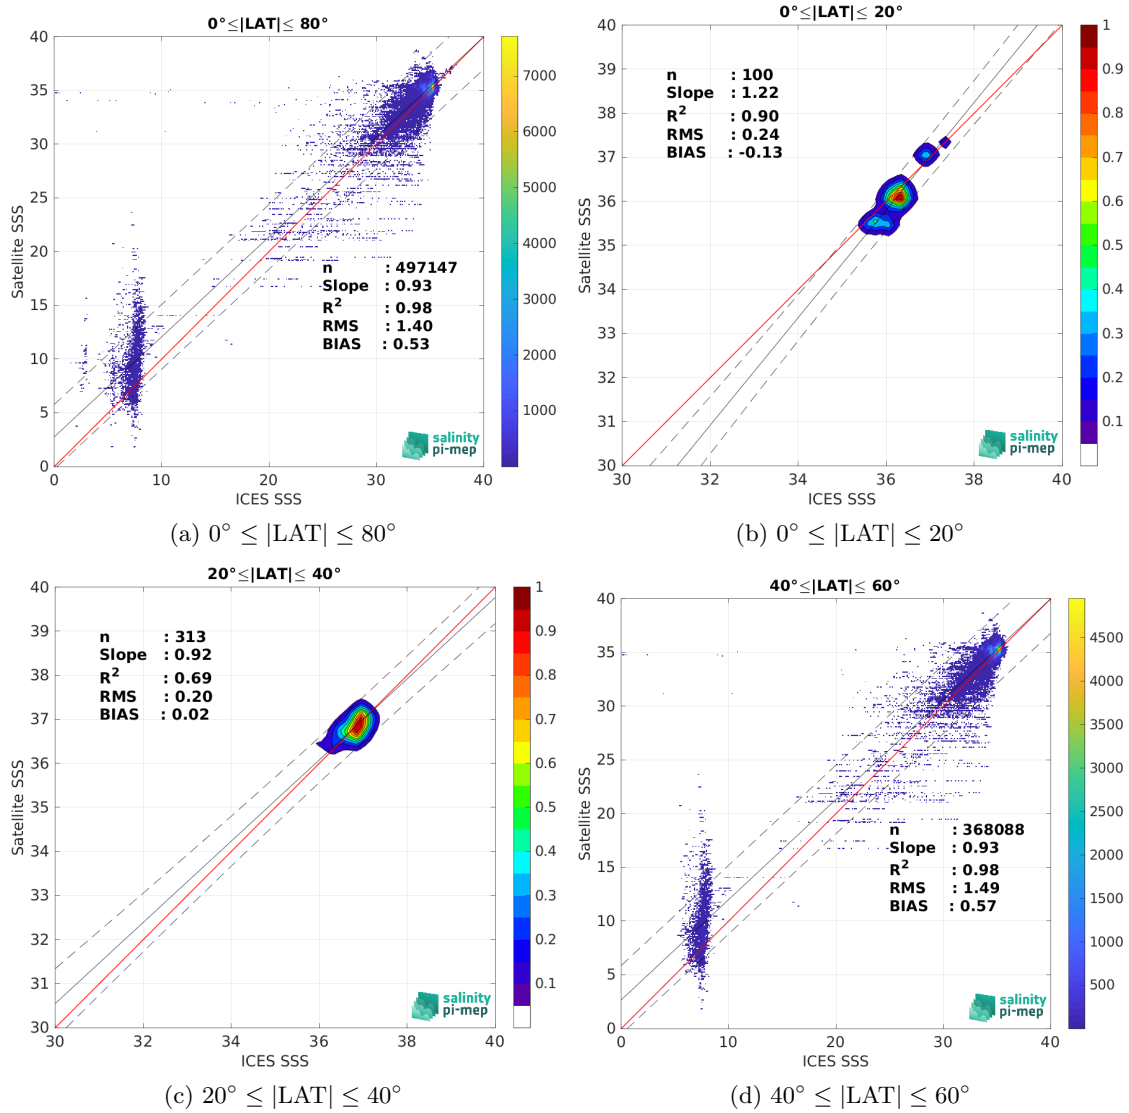 0°≤|LAT|≤ 80°
40
35
30
25
20
15
10
5
0
0
10
20
30
40
Satellite SSS
ICES SSS
n : 497147
Slope : 0.93
R² : 0.98
RMS : 1.40
BIAS : 0.53
salinity
pi-mep
7000
6000
5000
4000
3000
2000
1000
(a) 0° ≤ |LAT| ≤ 80°
0°≤|LAT|≤ 20°
40
39
38
37
36
35
34
33
32
31
30
30
32
34
36
38
40
Satellite SSS
ICES SSS
n : 100
Slope : 1.22
R² : 0.90
RMS : 0.24
BIAS : -0.13
salinity
pi-mep
1
0.9
0.8
0.7
0.6
0.5
0.4
0.3
0.2
0.1
(b) 0° ≤ |LAT| ≤ 20°
20°≤|LAT|≤ 40°
40
39
38
37
36
35
34
33
32
31
30
30
32
34
36
38
40
Satellite SSS
ICES SSS
n : 313
Slope : 0.92
R² : 0.69
RMS : 0.20
BIAS : 0.02
salinity
pi-mep
1
0.9
0.8
0.7
0.6
0.5
0.4
0.3
0.2
0.1
(c) 20° ≤ |LAT| ≤ 40°
40°≤|LAT|≤ 60°
40
35
30
25
20
15
10
5
0
0
10
20
30
40
Satellite SSS
ICES SSS
n : 368088
Slope : 0.93
R² : 0.98
RMS : 1.49
BIAS : 0.57
salinity
pi-mep
4500
4000
3500
3000
2500
2000
1500
1000
500
(d) 40° ≤ |LAT| ≤ 60°